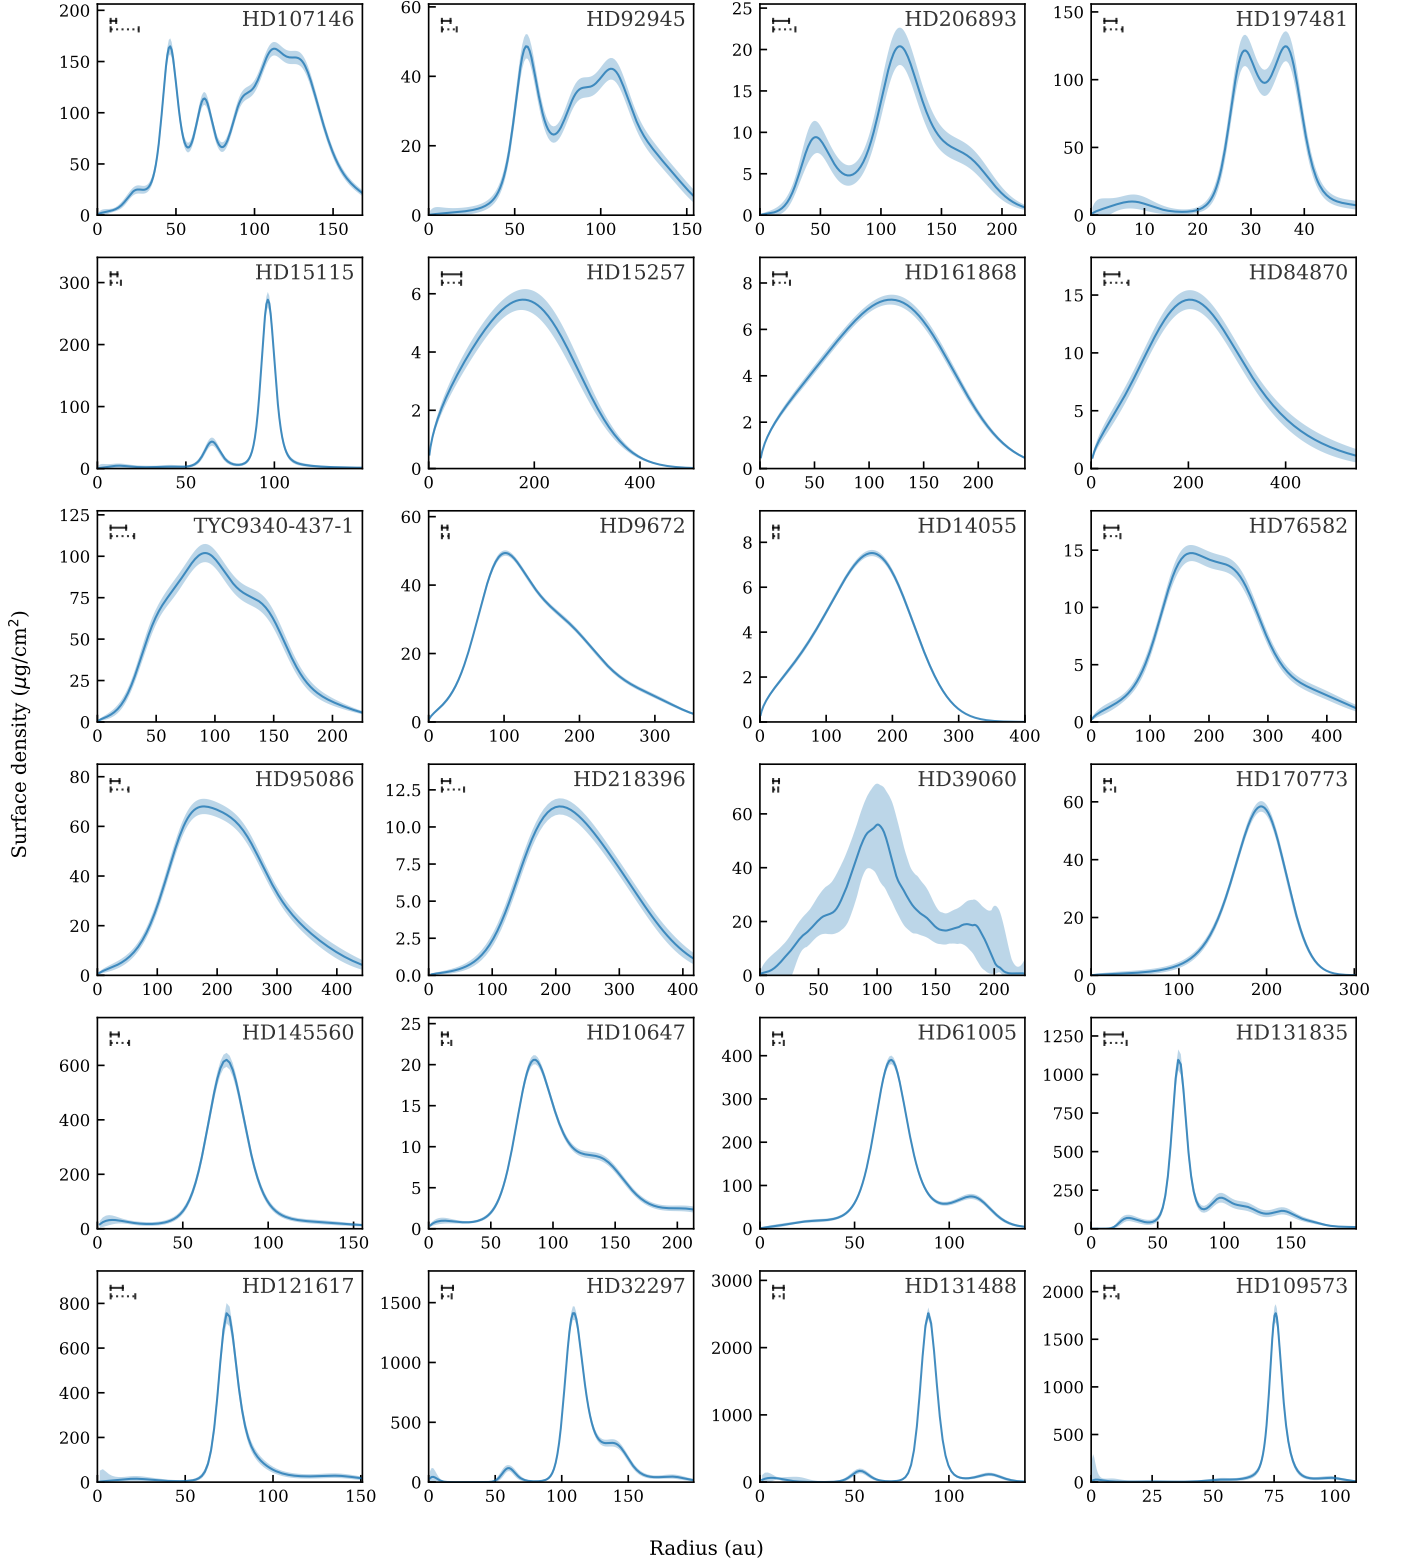 HD107146
0 50 100 150 200
0 50 100 150
HD92945
0 20 40 60
0 50 100 150
HD206893
0 5 10 15 20 25
0 50 100 150 200
HD197481
0 50 100 150
0 10 20 30 40
HD15115
0 100 200 300
0 50 100
HD15257
0 2 4 6
0 200 400
HD161868
0 2 4 6 8
0 50 100 150 200
HD84870
0 5 10 15
0 200 400
TYC9340-437-1
0 25 50 75 100 125
0 50 100 150 200
HD9672
0 20 40 60
0 100 200 300
HD14055
0 2 4 6 8
0 100 200 300 400
HD76582
0 5 10 15
0 100 200 300 400
Surface density (μg/cm²)
HD95086
0 20 40 60 80
0 100 200 300 400
HD218396
0.0 2.5 5.0 7.5 10.0 12.5
0 100 200 300 400
HD39060
0 20 40 60
0 50 100 150 200
HD170773
0 20 40 60
0 100 200 300
HD145560
0 200 400 600
0 50 100 150
HD10647
0 5 10 15 20 25
0 50 100 150 200
HD61005
0 100 200 300 400
0 50 100
HD131835
0 250 500 750 1000 1250
0 50 100 150
HD121617
0 200 400 600 800
0 50 100 150
HD32297
0 500 1000 1500
0 50 100 150
HD131488
0 1000 2000 3000
0 50 100
HD109573
0 500 1000 1500 2000
0 25 50 75 100
Radius (au)